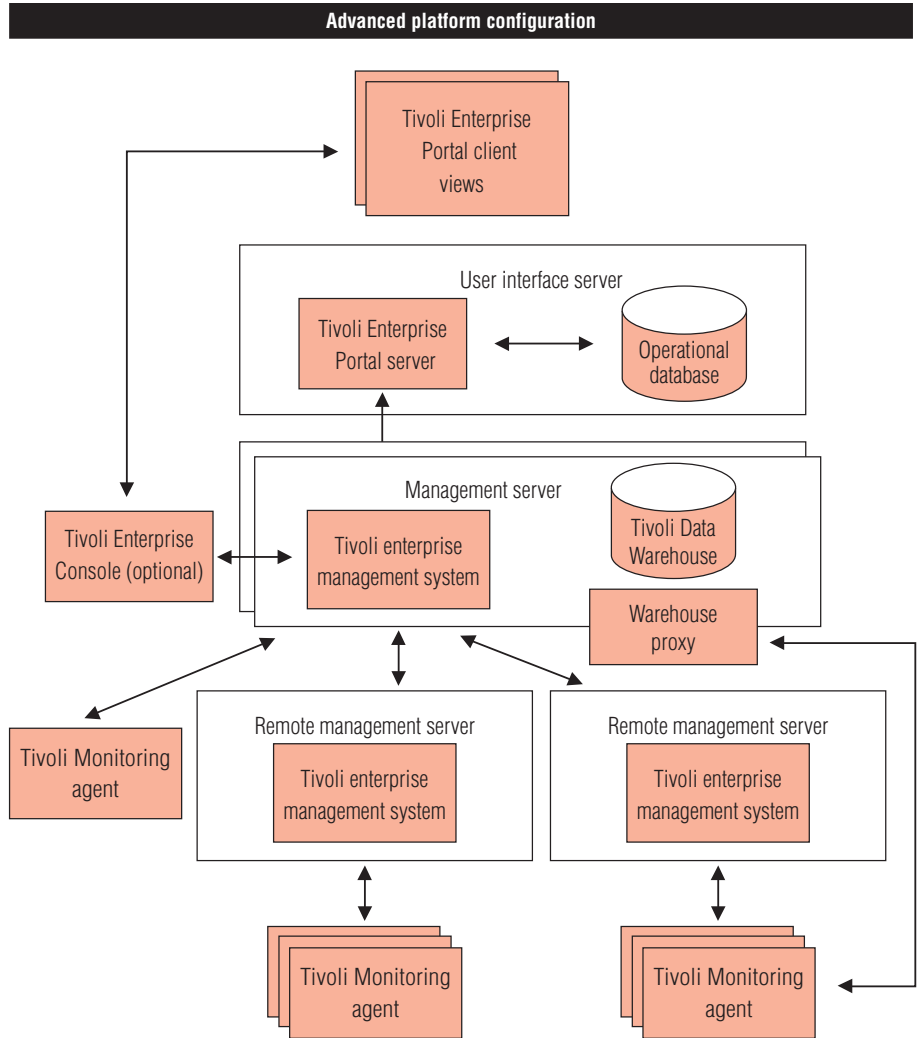 Advanced platform configuration
Tivoli Enterprise
Portal client
views
User interface server
Tivoli Enterprise
Portal server
Operational
database
Management server
Tivoli Data
Warehouse
Tivoli Enterprise
Console (optional)
Tivoli enterprise
management system
Warehouse
proxy
Remote management server
Remote management server
Tivoli Monitoring
agent
Tivoli enterprise
management system
Tivoli enterprise
management system
Tivoli Monitoring
agent
Tivoli Monitoring
agent